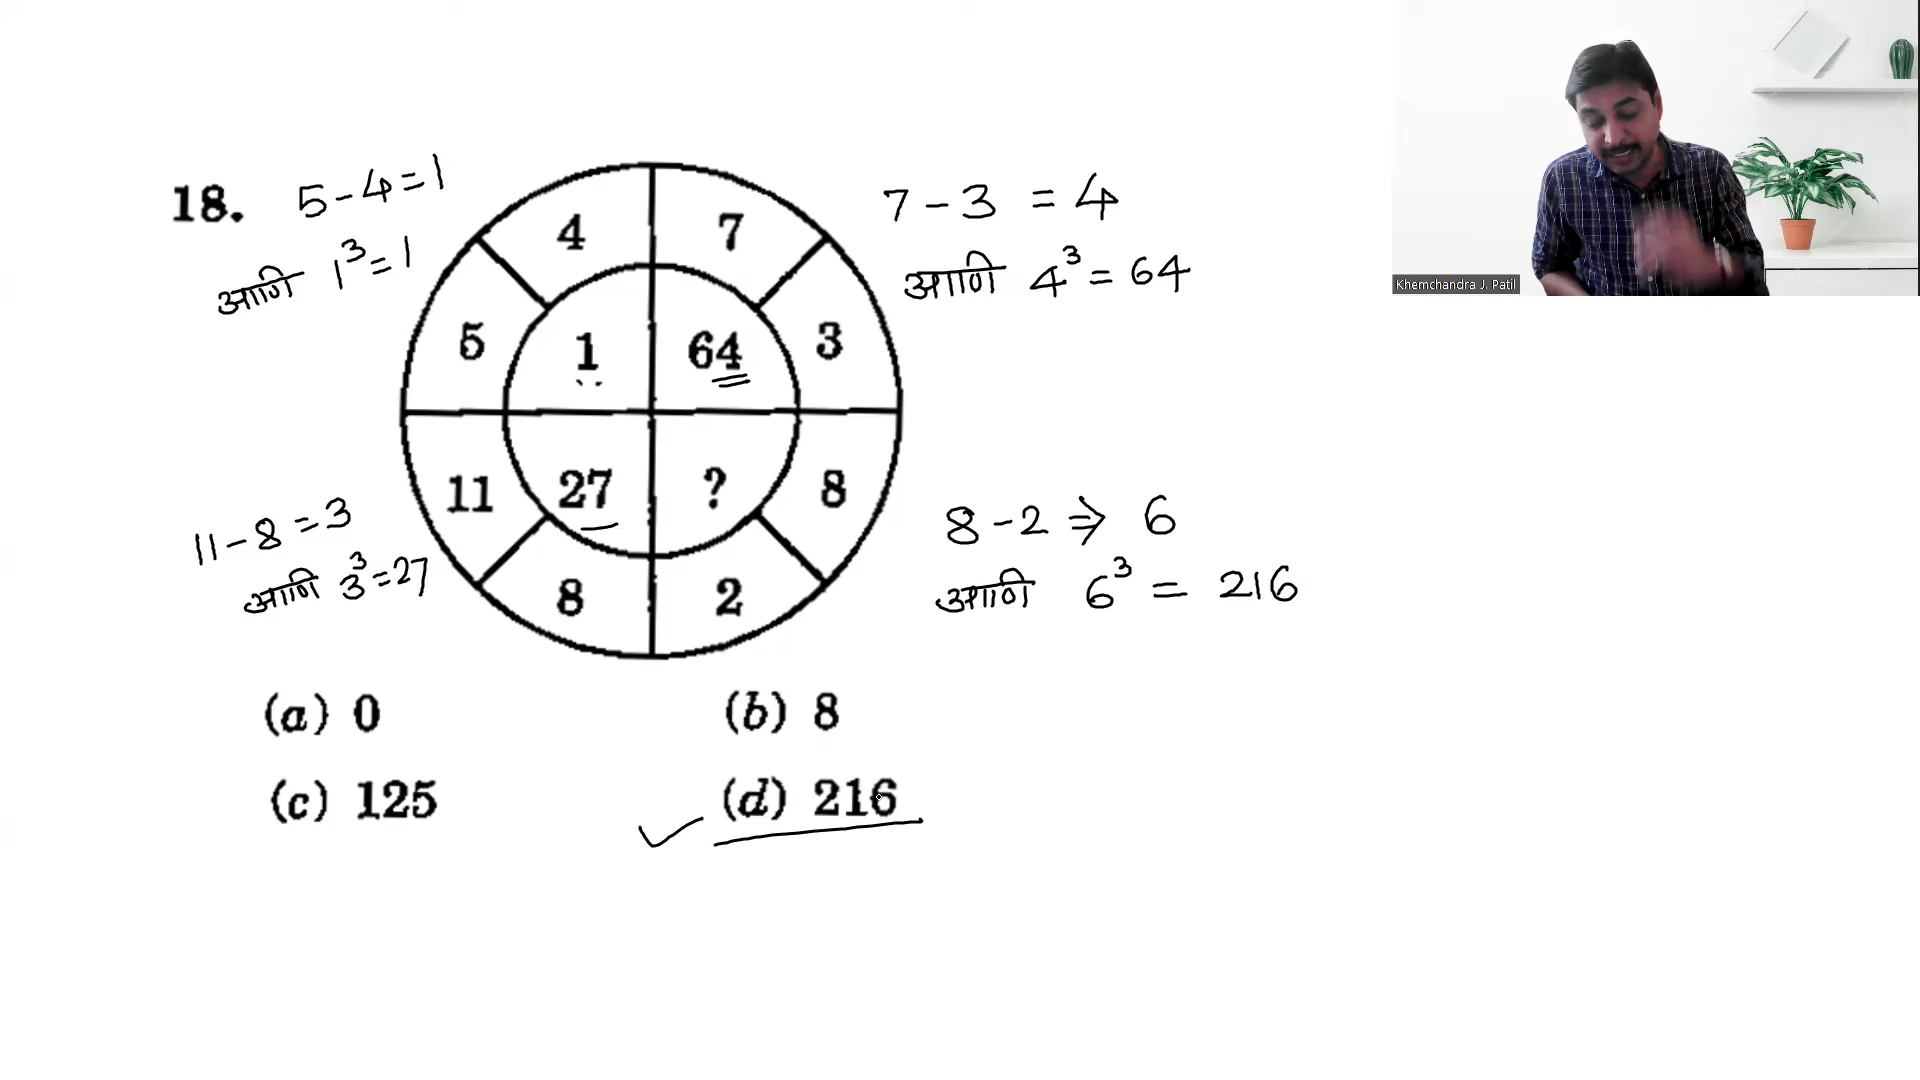 18.
5 - 4 = 1
आणि 1³ = 1
7 - 3 = 4
आणि 4³ = 64
4 7
5 1 64 3
11 27 ? 8
8 2
11 - 8 = 3
आणि 3³ = 27
8 - 2 ⇒ 6
आणि 6³ = 216
(a) 0 (b) 8
(c) 125 (d) 216
Khemchandra J. Patil